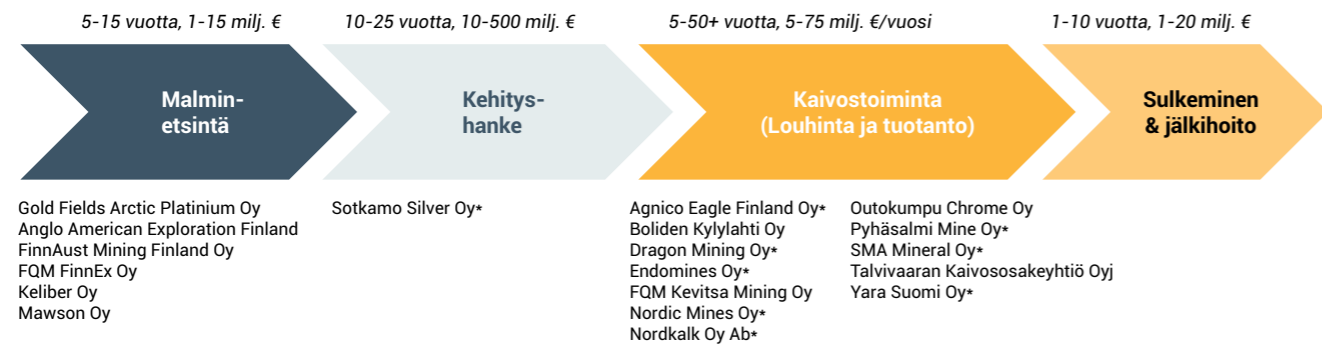 5-15 vuotta, 1-15 milj. €
10-25 vuotta, 10-500 milj. €
5-50+ vuotta, 5-75 milj. €/vuosi
1-10 vuotta, 1-20 milj. €
Malmin-
etsintä
Kehitys-
hanke
Kaivostoiminta
(Louhinta ja tuotanto)
Sulkeminen
& jälkihoito
Gold Fields Arctic Platinium Oy
Anglo American Exploration Finland
FinnAust Mining Finland Oy
FQM FinnEx Oy
Keliber Oy
Mawson Oy
Sotkamo Silver Oy*
Agnico Eagle Finland Oy*
Boliden Kylylahti Oy
Dragon Mining Oy*
Endomines Oy*
FQM Kevitsa Mining Oy
Nordic Mines Oy*
Nordkalk Oy Ab*
Outokumpu Chrome Oy
Pyhäsalmi Mine Oy*
SMA Mineral Oy*
Talvivaaran Kaivososakeyhtiö Oyj
Yara Suomi Oy*